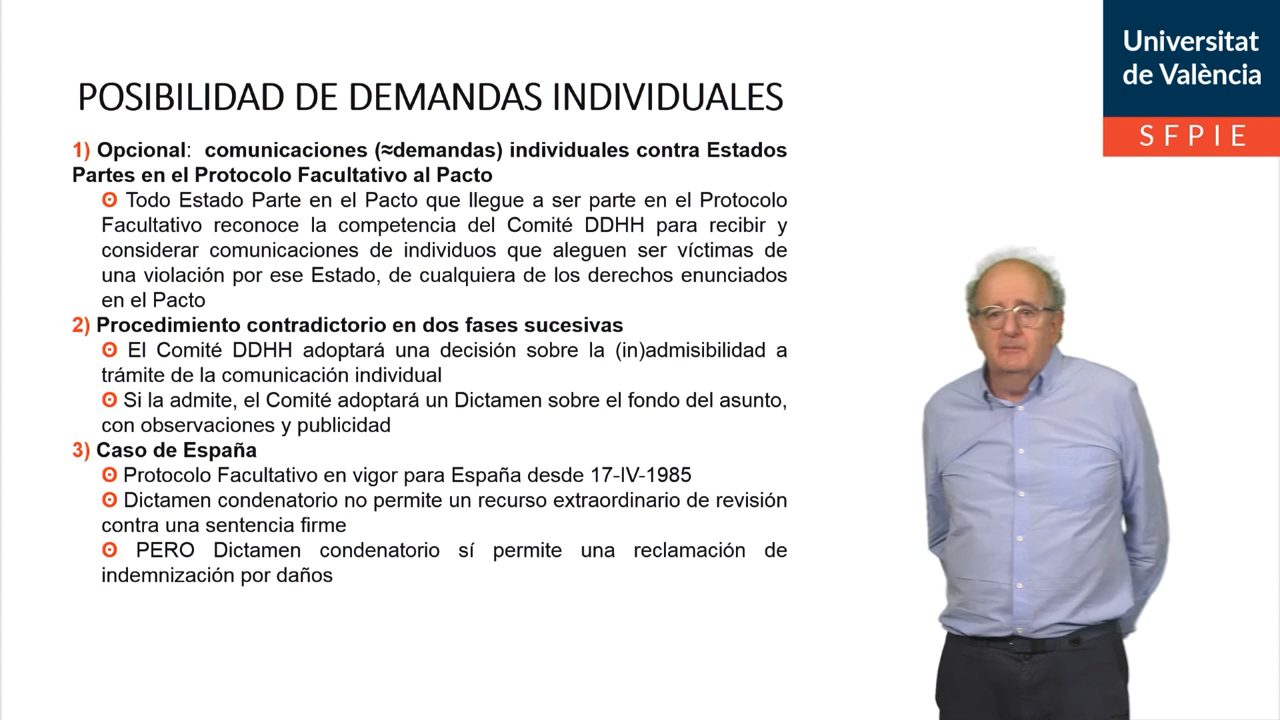 Universitat
de València
SFPIE
POSIBILIDAD DE DEMANDAS INDIVIDUALES
1) Opcional: comunicaciones (≈demandas) individuales contra Estados
Partes en el Protocolo Facultativo al Pacto
ʘ Todo Estado Parte en el Pacto que llegue a ser parte en el Protocolo
Facultativo reconoce la competencia del Comité DDHH para recibir y
considerar comunicaciones de individuos que aleguen ser víctimas de
una violación por ese Estado, de cualquiera de los derechos enunciados
en el Pacto
2) Procedimiento contradictorio en dos fases sucesivas
ʘ El Comité DDHH adoptará una decisión sobre la (in)admisibilidad a
trámite de la comunicación individual
ʘ Si la admite, el Comité adoptará un Dictamen sobre el fondo del asunto,
con observaciones y publicidad
3) Caso de España
ʘ Protocolo Facultativo en vigor para España desde 17-IV-1985
ʘ Dictamen condenatorio no permite un recurso extraordinario de revisión
contra una sentencia firme
ʘ PERO Dictamen condenatorio sí permite una reclamación de
indemnización por daños